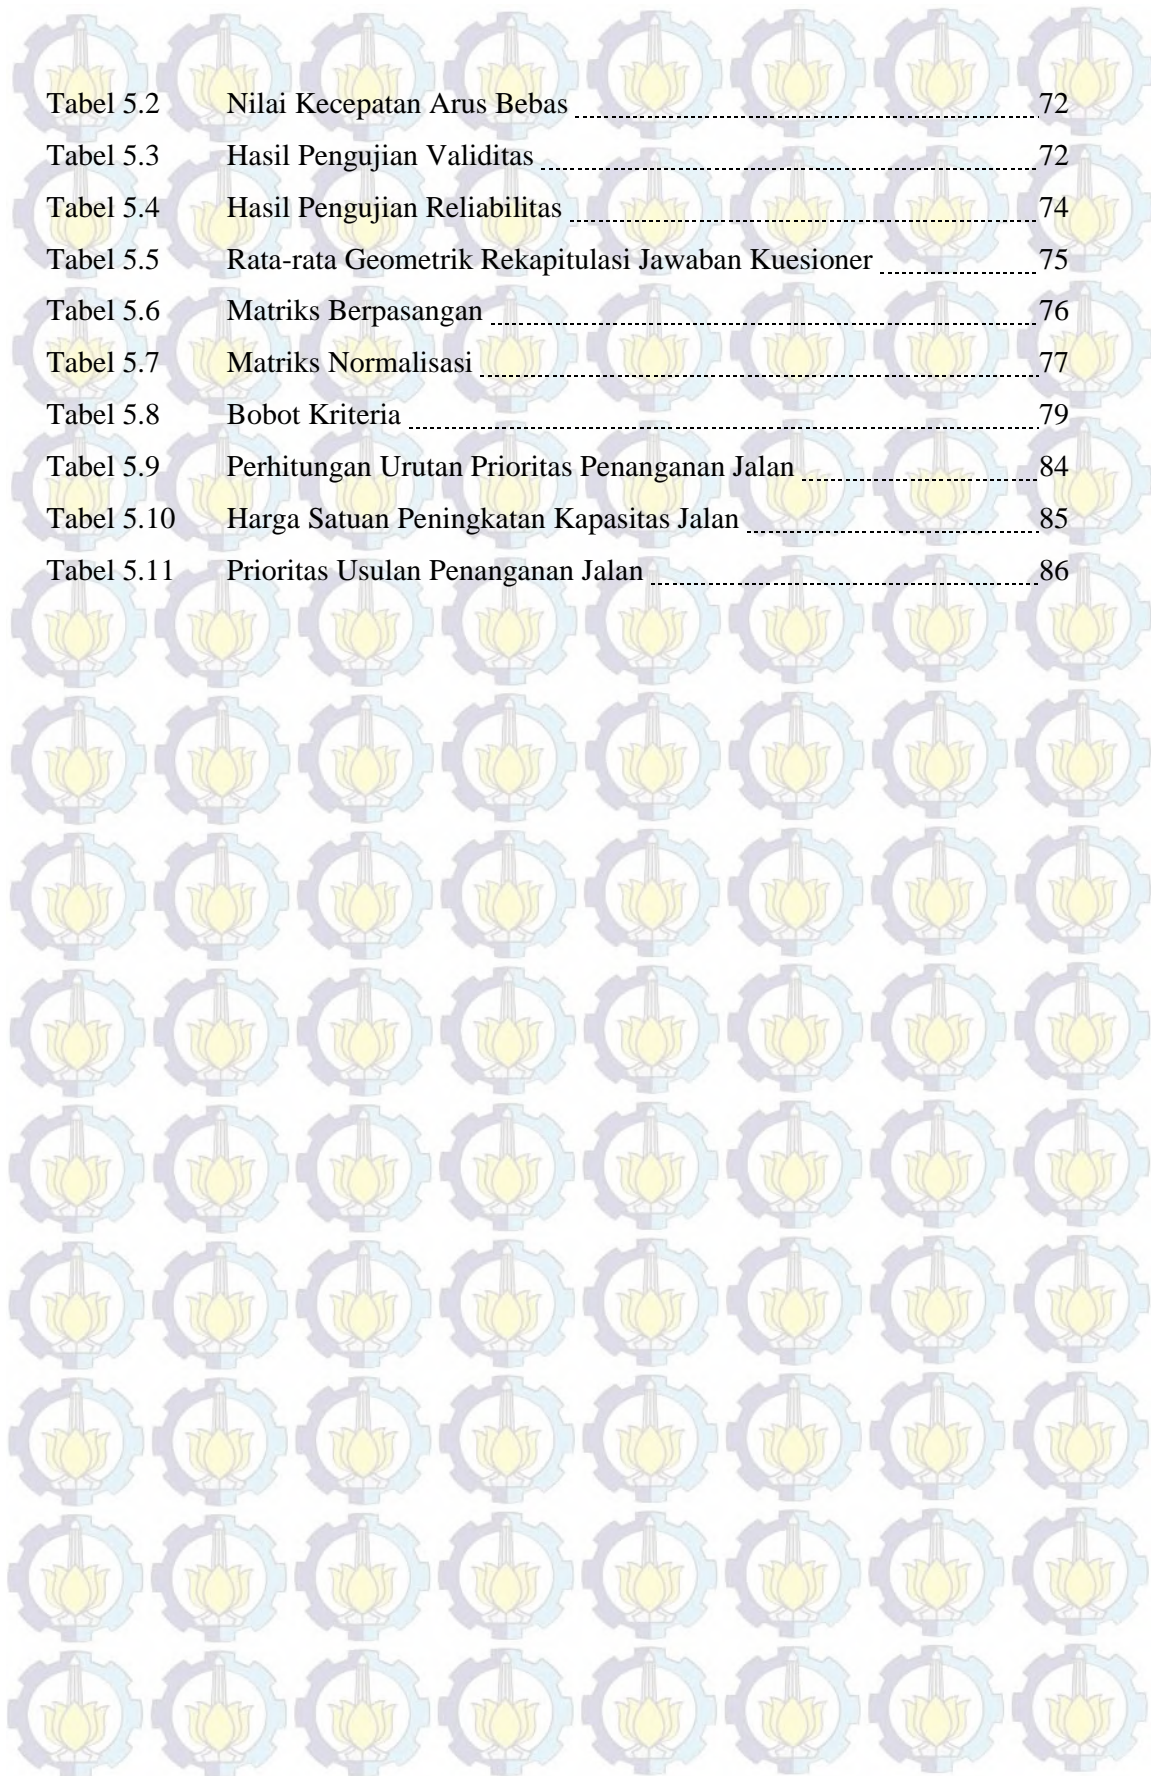 Tabel 5.2 Nilai Kecepatan Arus Bebas 72
Tabel 5.3 Hasil Pengujian Validitas 72
Tabel 5.4 Hasil Pengujian Reliabilitas 74
Tabel 5.5 Rata-rata Geometrik Rekapitulasi Jawaban Kuesioner 75
Tabel 5.6 Matriks Berpasangan 76
Tabel 5.7 Matriks Normalisasi 77
Tabel 5.8 Bobot Kriteria 79
Tabel 5.9 Perhitungan Urutan Prioritas Penanganan Jalan 84
Tabel 5.10 Harga Satuan Peningkatan Kapasitas Jalan 85
Tabel 5.11 Prioritas Usulan Penanganan Jalan 86